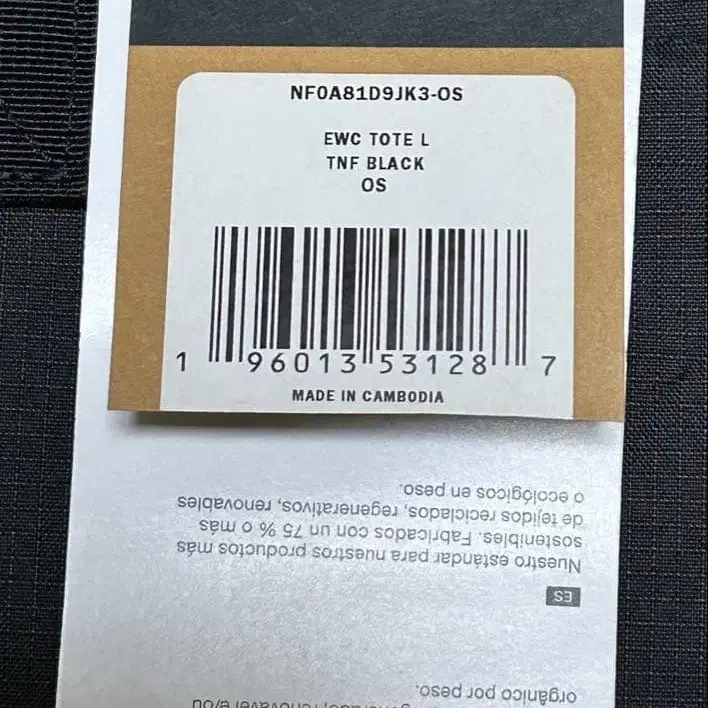 NF0A81D9JK3-OS
EWC TOTE L
TNF BLACK
OS
1 96013 53128 7
MADE IN CAMBODIA
ES
Nuestro estándar para nuestros productos más
sostenibles. Fabricados con un 75 % o más
de tejidos reciclados, regenerativos, renovables
o ecológicos en peso.
orgânico por peso.